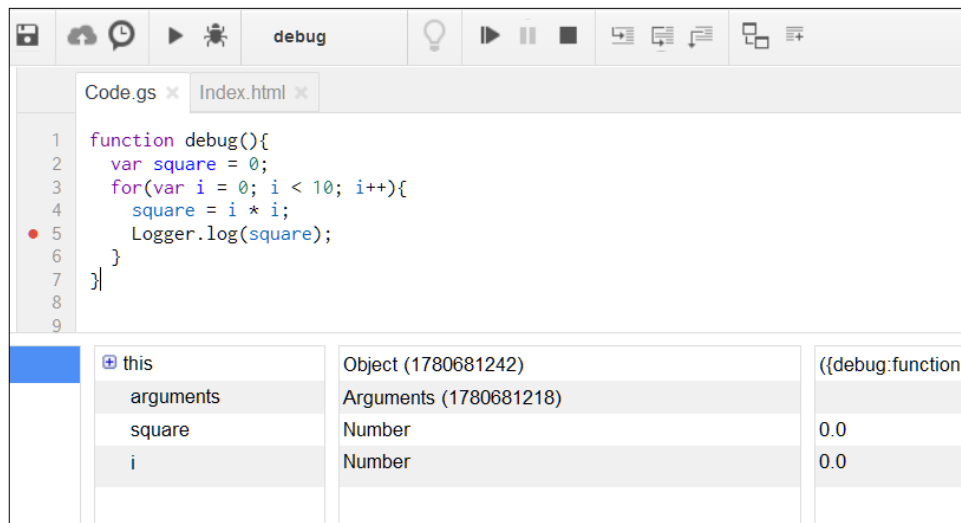 debug
Code.gs × Index.html ×
1 function debug(){
2 var square = 0;
3 for(var i = 0; i < 10; i++){
4 square = i * i;
5 Logger.log(square);
6 }
7 }
8
9
this Object (1780681242) ({debug:function
arguments Arguments (1780681218)
square Number 0.0
i Number 0.0